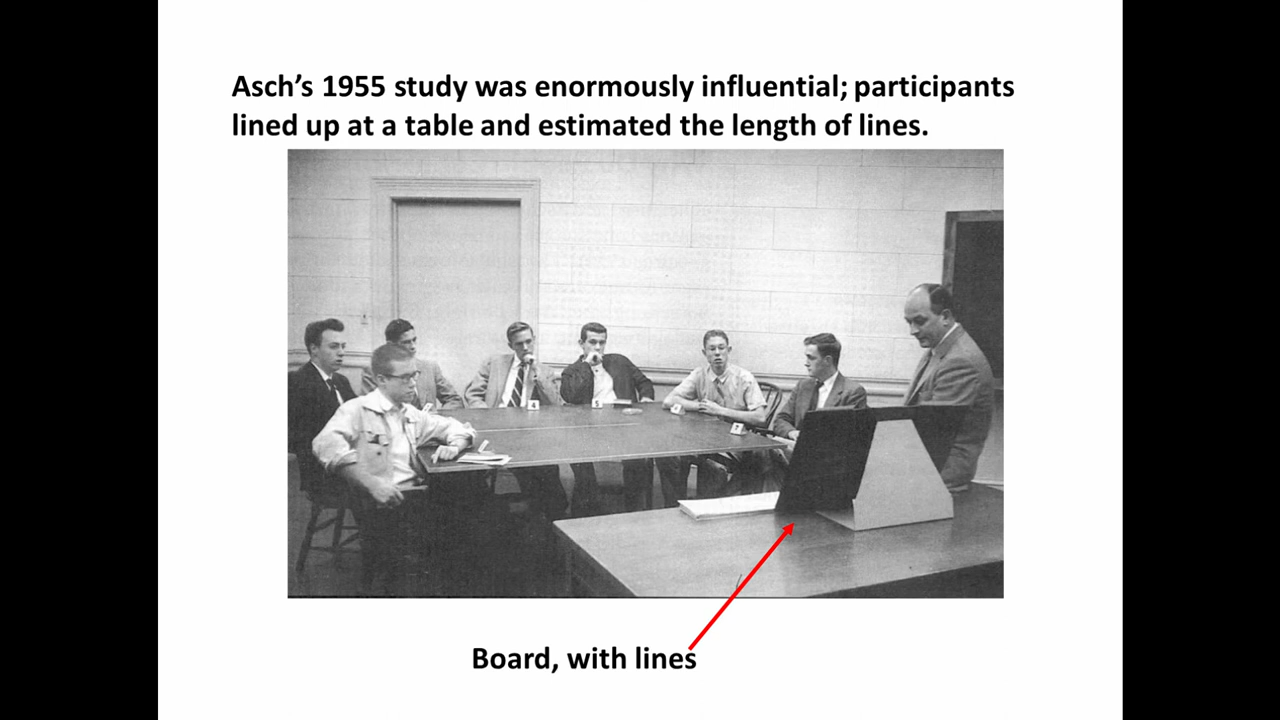 Asch’s 1955 study was enormously influential; participants
lined up at a table and estimated the length of lines.
Board, with lines